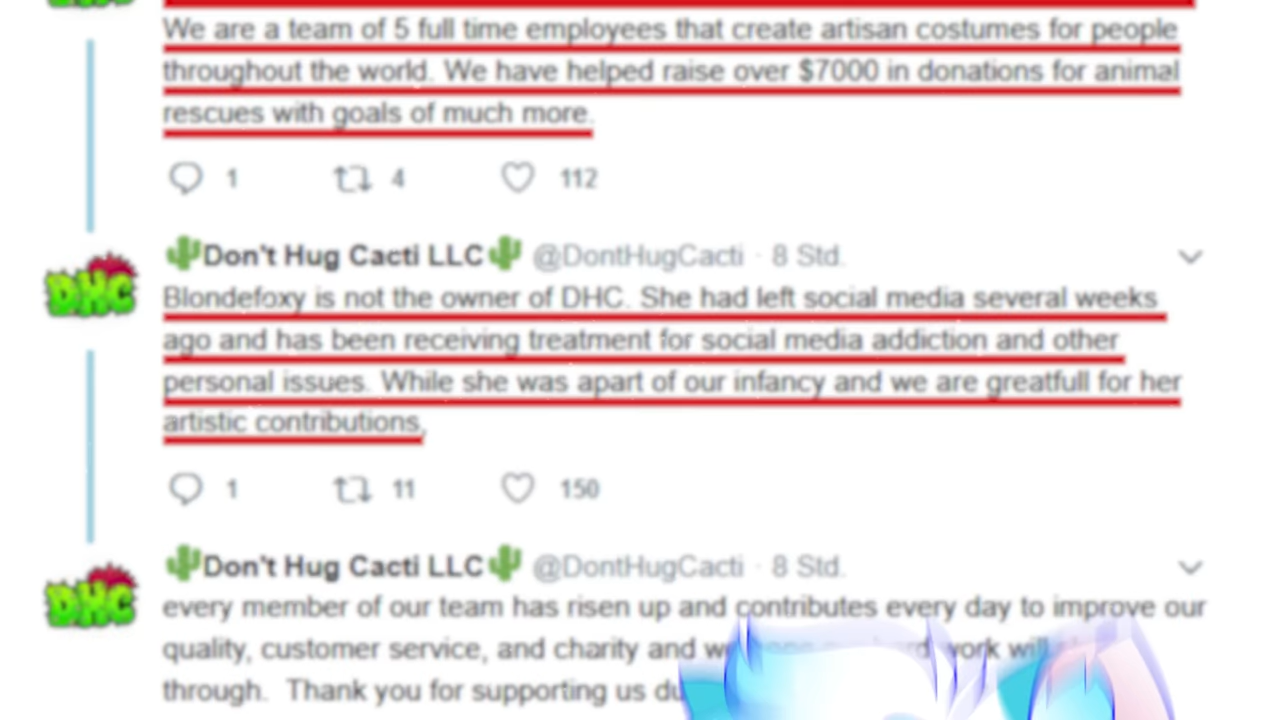 We are a team of 5 full time employees that create artisan costumes for people
throughout the world. We have helped raise over $7000 in donations for animal
rescues with goals of much more.
1 4 112
DHC
Don't Hug Cacti LLC @DontHugCacti · 8 Std.
Blondefoxy is not the owner of DHC. She had left social media several weeks
ago and has been receiving treatment for social media addiction and other
personal issues. While she was apart of our infancy and we are greatfull for her
artistic contributions,
1 11 150
DHC
Don't Hug Cacti LLC @DontHugCacti · 8 Std.
every member of our team has risen up and contributes every day to improve our
quality, customer service, and charity and work will
through. Thank you for supporting us